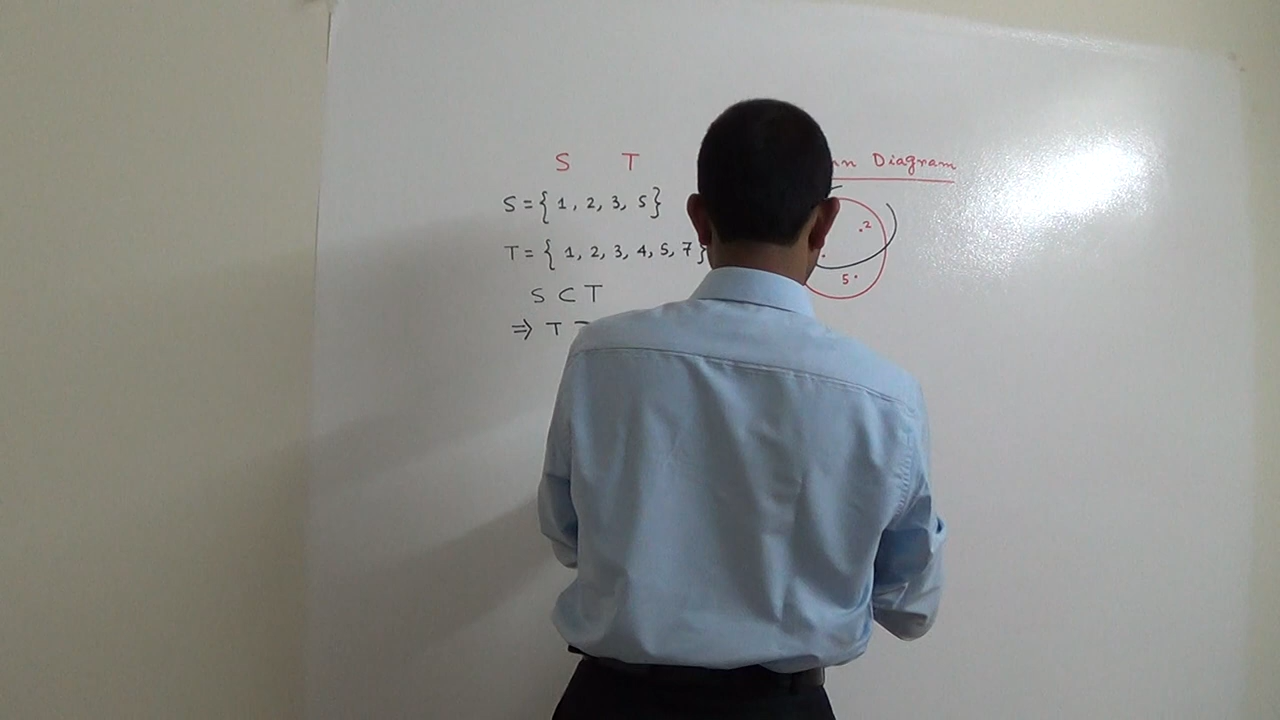 S T
Diagram
S = { 1, 2, 3, 5 }
T = { 1, 2, 3, 4, 5, 7 }
S ⊂ T
⇒ T
2
5